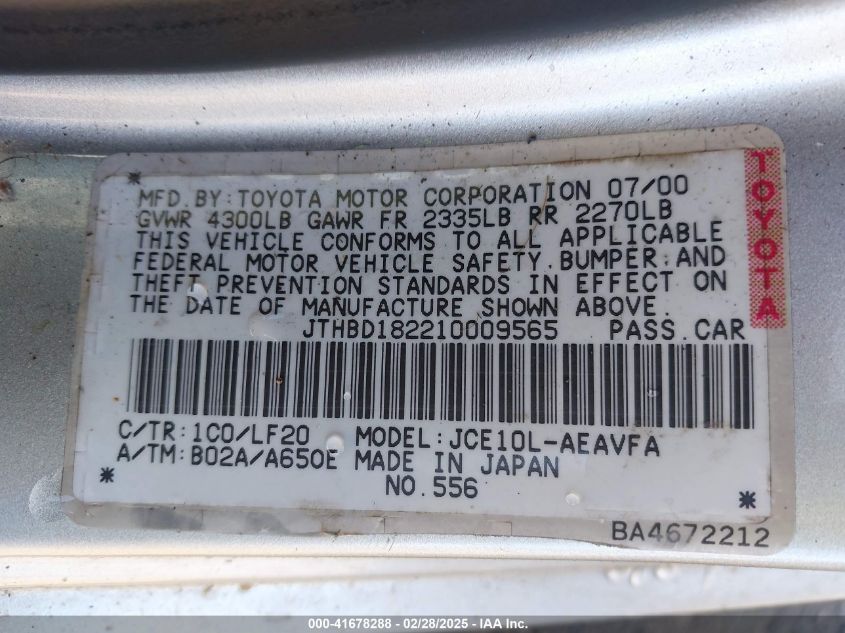 MFD.BY:TOYOTA MOTOR CORPORATION 07/00
GVWR 4300LB GAWR FR 2335LB RR 2270LB
THIS VEHICLE CONFORMS TO ALL APPLICABLE
FEDERAL MOTOR VEHICLE SAFETY,BUMPER,AND
THEFT PREVENTION STANDARDS IN EFFECT ON
THE DATE OF MANUFACTURE SHOWN ABOVE.
JTHBD182210009565 PASS.CAR
TOYOTA
C/TR:1C0/LF20 MODEL:JCE10L-AEAVFA
A/TM:B02A/A650E MADE IN JAPAN
* NO.556 *
BA4672212
000-41678288 - 02/28/2025 - IAA Inc.